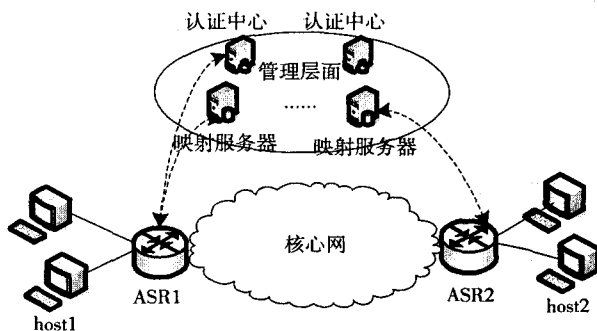 认证中心 认证中心
管理层面
……
映射服务器 映射服务器
核心网
ASR1 ASR2
host1 host2